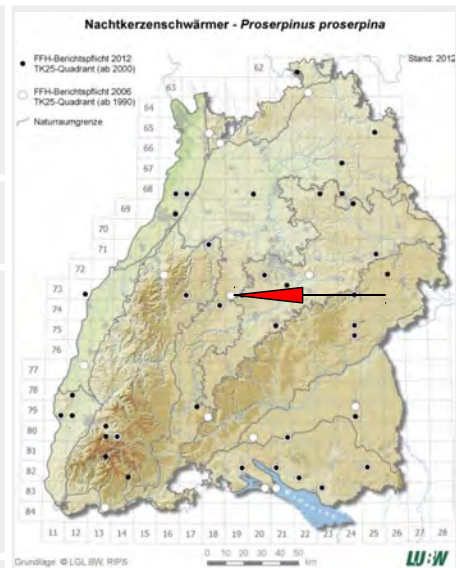 Nachtkerzenschwärmer - Proserpinus proserpina
FFH-Berichtspflicht 2012
TK25-Quadrant (ab 2000)
FFH-Berichtspflicht 2006
TK25-Quadrant (ab 1990)
Naturraumgrenze
Stand: 2012
62
63
64
65
66
67
68
69
70
71
72
73
74
75
76
77
78
79
80
81
82
83
84
11 12 13 14 15 16 17 18 19 20 21 22 23 24 25 26 27 28
Grundlage: © LGL BW, RIPS
0 10 20 30 40 50
km
LUBW